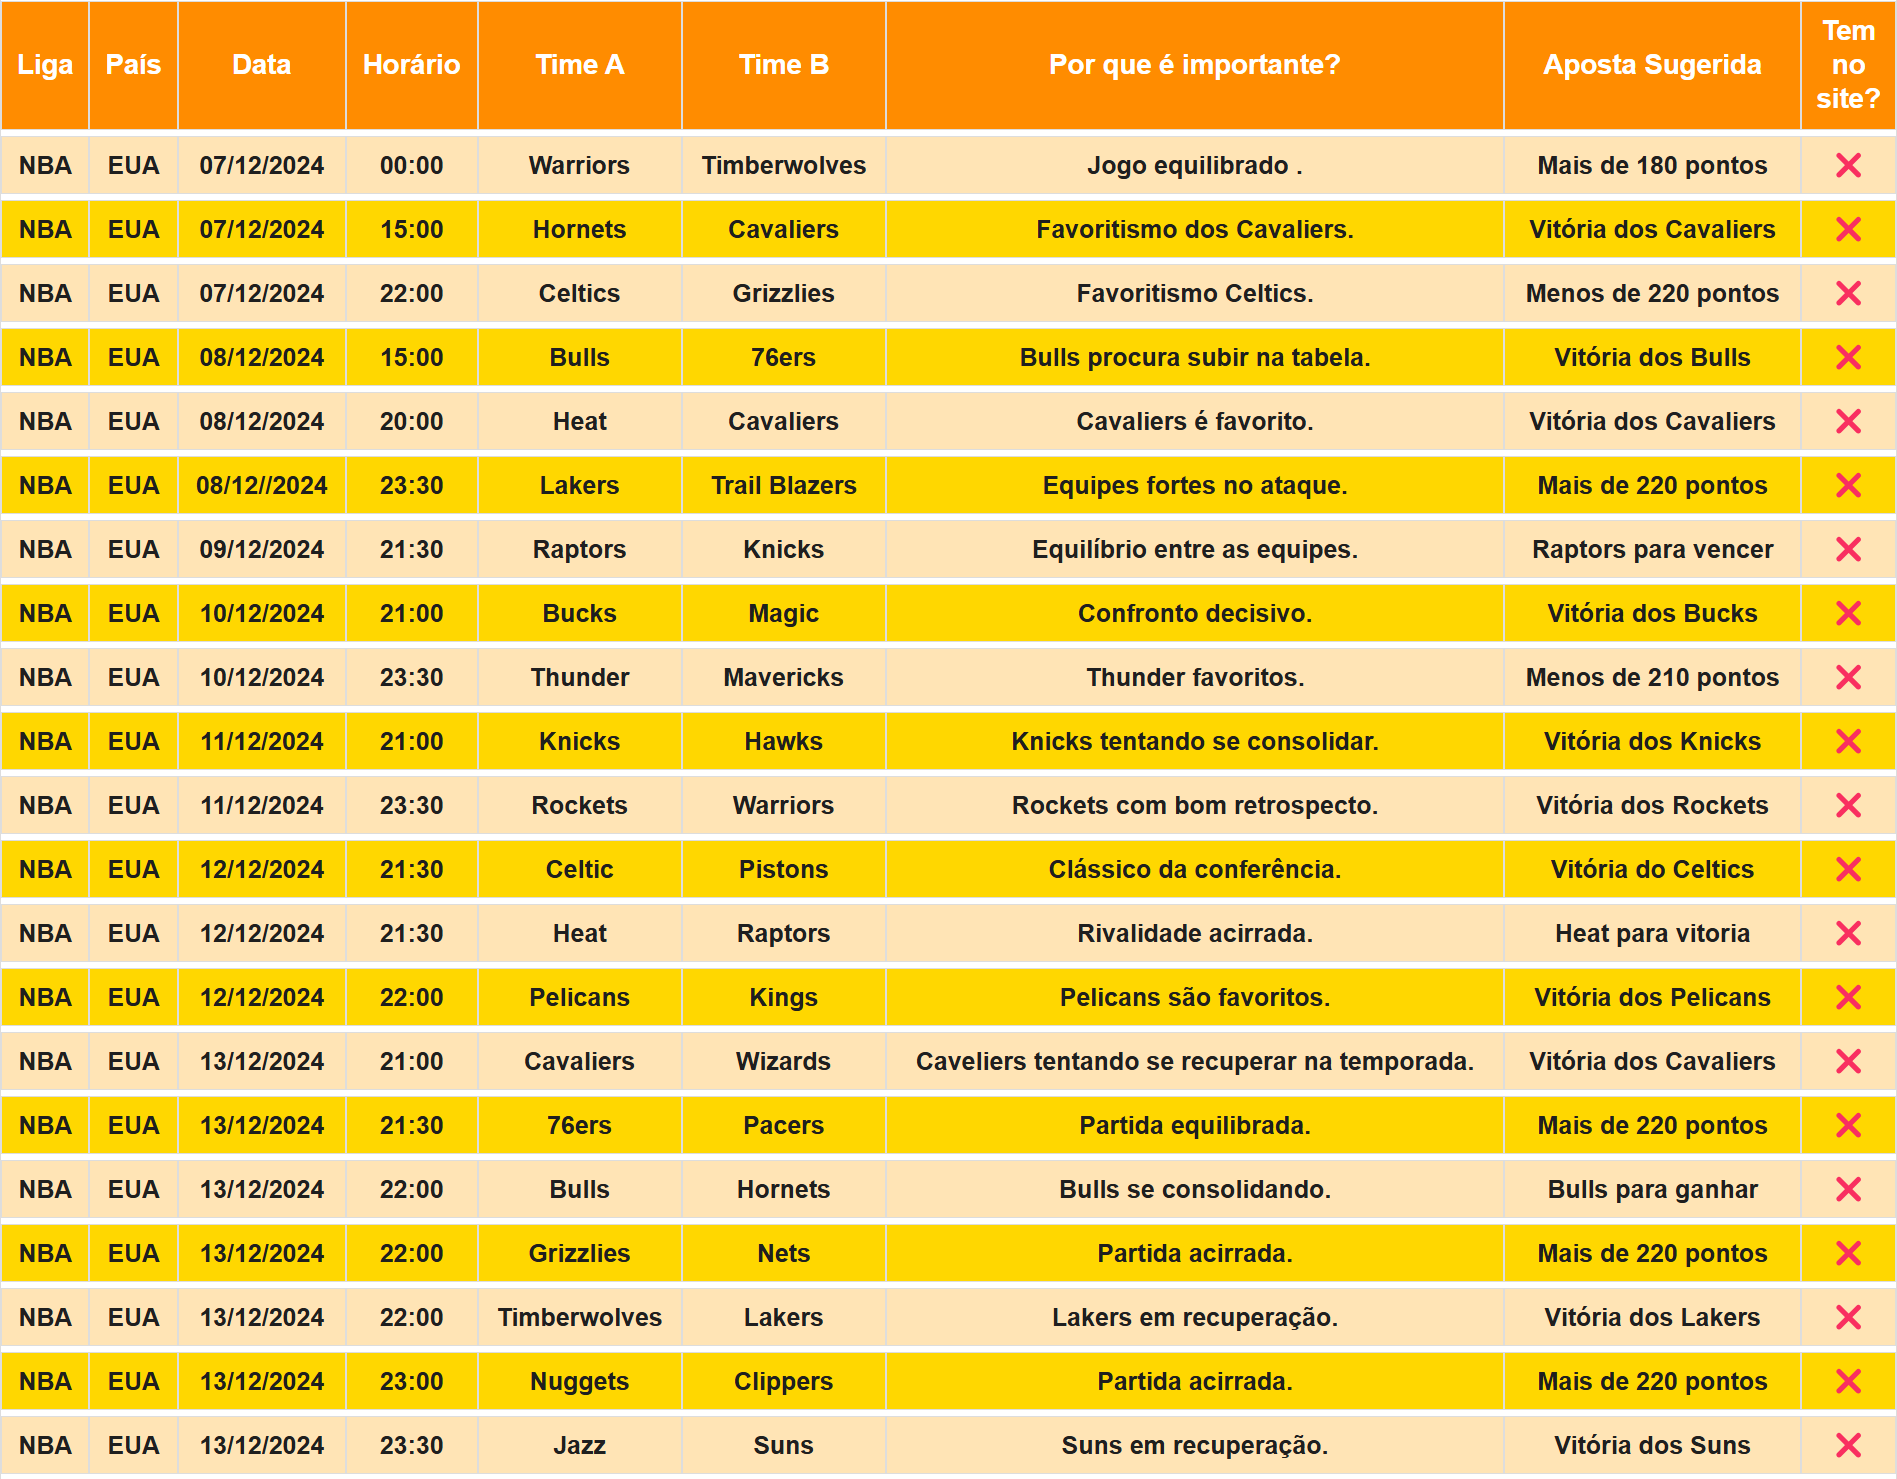 Liga País Data Horário Time A Time B Por que é importante? Aposta Sugerida Tem no site?
NBA EUA 07/12/2024 00:00 Warriors Timberwolves Jogo equilibrado . Mais de 180 pontos ❌
NBA EUA 07/12/2024 15:00 Hornets Cavaliers Favoritismo dos Cavaliers. Vitória dos Cavaliers ❌
NBA EUA 07/12/2024 22:00 Celtics Grizzlies Favoritismo Celtics. Menos de 220 pontos ❌
NBA EUA 08/12/2024 15:00 Bulls 76ers Bulls procura subir na tabela. Vitória dos Bulls ❌
NBA EUA 08/12/2024 20:00 Heat Cavaliers Cavaliers é favorito. Vitória dos Cavaliers ❌
NBA EUA 08/12//2024 23:30 Lakers Trail Blazers Equipes fortes no ataque. Mais de 220 pontos ❌
NBA EUA 09/12/2024 21:30 Raptors Knicks Equilíbrio entre as equipes. Raptors para vencer ❌
NBA EUA 10/12/2024 21:00 Bucks Magic Confronto decisivo. Vitória dos Bucks ❌
NBA EUA 10/12/2024 23:30 Thunder Mavericks Thunder favoritos. Menos de 210 pontos ❌
NBA EUA 11/12/2024 21:00 Knicks Hawks Knicks tentando se consolidar. Vitória dos Knicks ❌
NBA EUA 11/12/2024 23:30 Rockets Warriors Rockets com bom retrospecto. Vitória dos Rockets ❌
NBA EUA 12/12/2024 21:30 Celtic Pistons Clássico da conferência. Vitória do Celtics ❌
NBA EUA 12/12/2024 21:30 Heat Raptors Rivalidade acirrada. Heat para vitoria ❌
NBA EUA 12/12/2024 22:00 Pelicans Kings Pelicans são favoritos. Vitória dos Pelicans ❌
NBA EUA 13/12/2024 21:00 Cavaliers Wizards Caveliers tentando se recuperar na temporada. Vitória dos Cavaliers ❌
NBA EUA 13/12/2024 21:30 76ers Pacers Partida equilibrada. Mais de 220 pontos ❌
NBA EUA 13/12/2024 22:00 Bulls Hornets Bulls se consolidando. Bulls para ganhar ❌
NBA EUA 13/12/2024 22:00 Grizzlies Nets Partida acirrada. Mais de 220 pontos ❌
NBA EUA 13/12/2024 22:00 Timberwolves Lakers Lakers em recuperação. Vitória dos Lakers ❌
NBA EUA 13/12/2024 23:00 Nuggets Clippers Partida acirrada. Mais de 220 pontos ❌
NBA EUA 13/12/2024 23:30 Jazz Suns Suns em recuperação. Vitória dos Suns ❌